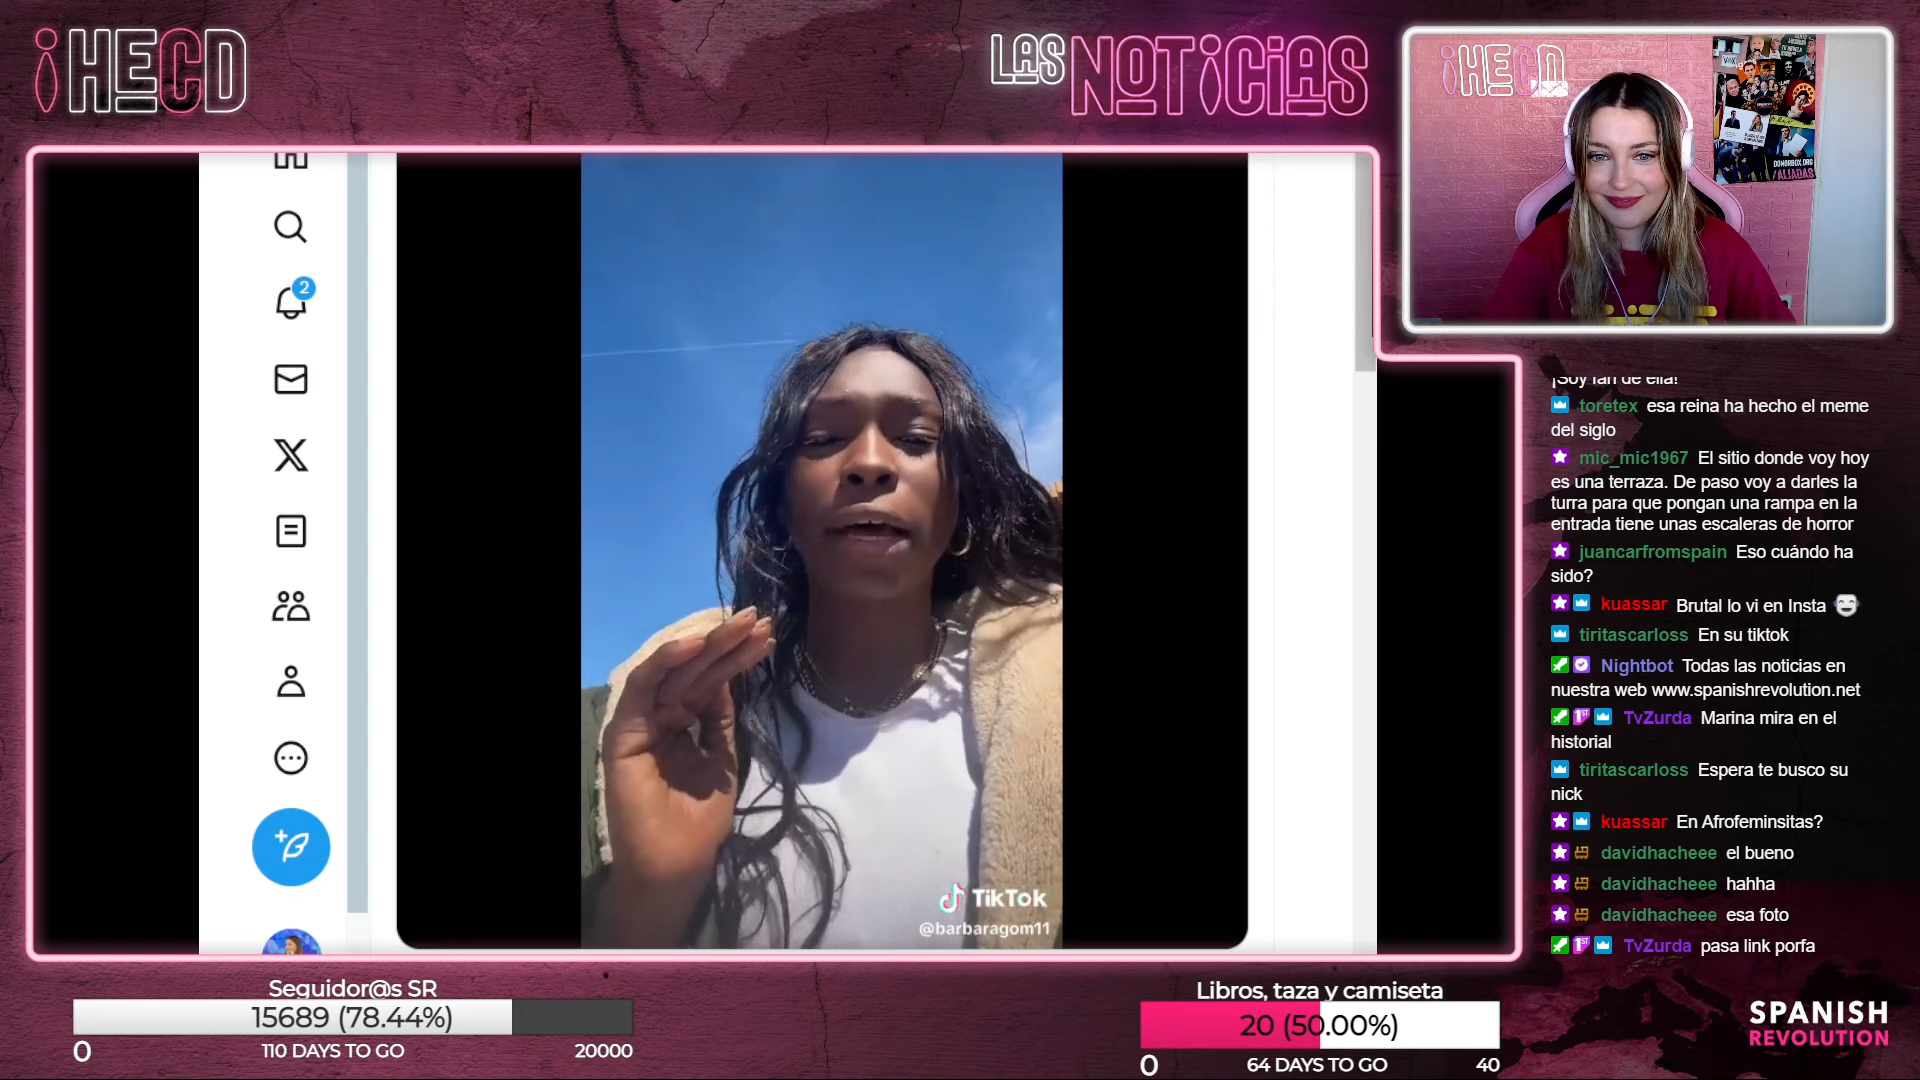 ¡HECD
LAS NOTICIAS
¡HECD
DONORBOX.ORG
/ALIADAS
2
TikTok
@barbaragom11
¡Soy fan de ella!
toretex esa reina ha hecho el meme
del siglo
mic_mic1967 El sitio donde voy hoy
es una terraza. De paso voy a darles la
turra para que pongan una rampa en la
entrada tiene unas escaleras de horror
juancarfromspain Eso cuándo ha
sido?
kuassar Brutal lo vi en Insta
tiritascarloss En su tiktok
Nightbot Todas las noticias en
nuestra web www.spanishrevolution.net
TvZurda Marina mira en el
historial
tiritascarloss Espera te busco su
nick
kuassar En Afrofeminsitas?
davidhacheee el bueno
davidhacheee hahha
davidhacheee esa foto
TvZurda pasa link porfa
Seguidor@s SR
15689 (78.44%)
0 110 DAYS TO GO 20000
Libros, taza y camiseta
20 (50.00%)
0 64 DAYS TO GO 40
SPANISH
REVOLUTION